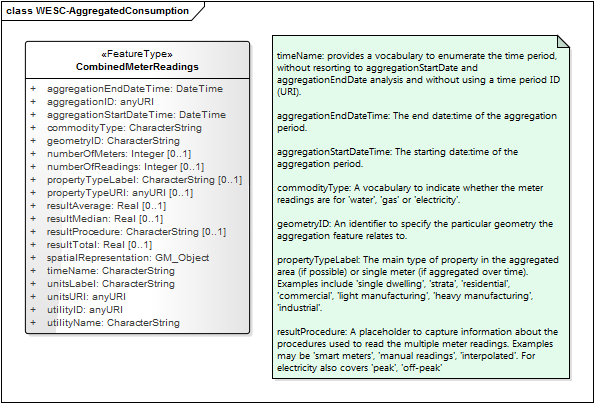 class WESC-AggregatedConsumption
«FeatureType»
CombinedMeterReadings
+ aggregationEndDateTime: DateTime
+ aggregationID: anyURI
+ aggregationStartDateTime: DateTime
+ commodityType: CharacterString
+ geometryID: CharacterString
+ numberOfMeters: Integer [0..1]
+ numberOfReadings: Integer [0..1]
+ propertyTypeLabel: CharacterString [0..1]
+ propertyTypeURI: anyURI [0..1]
+ resultAverage: Real [0..1]
+ resultMedian: Real [0..1]
+ resultProcedure: CharacterString [0..1]
+ resultTotal: Real [0..1]
+ spatialRepresentation: GM_Object
+ timeName: CharacterString
+ unitsLabel: CharacterString
+ unitsURI: anyURI
+ utilityID: anyURI
+ utilityName: CharacterString
timeName: provides a vocabulary to enumerate the time period,
without resorting to aggregationStartDate and
aggregationEndDate analysis and without using a time period ID
(URI).
aggregationEndDateTime: The end date:time of the aggregation
period.
aggregationStartDateTime: The starting date:time of the
aggregation period.
commodityType: A vocabulary to indicate whether the meter
readings are for 'water', 'gas' or 'electricity'.
geometryID: An identifier to specify the particular geometry the
aggregation feature relates to.
propertyTypeLabel: The main type of property in the aggregated
area (if possible) or single meter (if aggregated over time).
Examples include 'single dwelling', 'strata', 'residential',
'commercial', 'light manufacturing', 'heavy manufacturing',
'industrial'.
resultProcedure: A placeholder to capture information about the
procedures used to read the multiple meter readings. Examples
may be 'smart meters', 'manual readings', 'interpolated'. For
electricity also covers 'peak', 'off-peak'